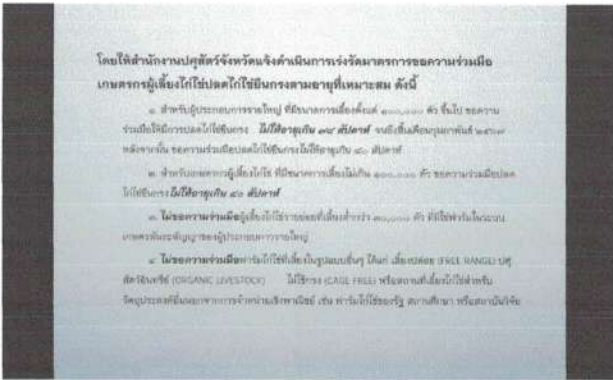 โดยให้สำนักงานปศุสัตว์จังหวัดแจ้งดำเนินการเร่งรัดมาตรการขอความร่วมมือ
เกษตรกรผู้เลี้ยงไก่ไข่ปลดไก่ไข่ยืนกรงตามอายุที่เหมาะสม ดังนี้
๑. สำหรับผู้ประกอบการรายใหญ่ ที่มีขนาดการเลี้ยงตั้งแต่ ๑๐๐,๐๐๐ ตัว ขึ้นไป ขอความ
ร่วมมือให้มีการปลดไก่ไข่ยืนกรง ไม่ให้อายุเกิน ๗๘ สัปดาห์ จนถึงสิ้นเดือนกุมภาพันธ์ ๒๕๖๗
หลังจากนั้น ขอความร่วมมือปลดไก่ไข่ยืนกรงไม่ให้อายุเกิน ๘๐ สัปดาห์
๒. สำหรับเกษตรกรผู้เลี้ยงไก่ไข่ ที่มีขนาดการเลี้ยงไม่เกิน ๑๐๐,๐๐๐ ตัว ขอความร่วมมือปลด
ไก่ไข่ยืนกรงไม่ให้อายุเกิน ๘๐ สัปดาห์
๓. ไม่ขอความร่วมมือผู้เลี้ยงไก่ไข่รายย่อยที่เลี้ยงต่ำกว่า ๓๐,๐๐๐ ตัว ที่มิใช่ฟาร์มในระบบ
เกษตรพันธะสัญญาของผู้ประกอบการรายใหญ่
๔. ไม่ขอความร่วมมือฟาร์มไก่ไข่ที่เลี้ยงในรูปแบบอื่นๆ ได้แก่ เลี้ยงปล่อย (FREE RANGE) ปศุ
สัตว์อินทรีย์ (ORGANIC LIVESTOCK) ไม่ใช้กรง (CAGE FREE) หรือสถานที่เลี้ยงไก่ไข่สำหรับ
วัตถุประสงค์อื่นนอกจากการจำหน่ายเชิงพาณิชย์ เช่น ฟาร์มไก่ไข่ของรัฐ สถานศึกษา หรือสถาบันวิจัย